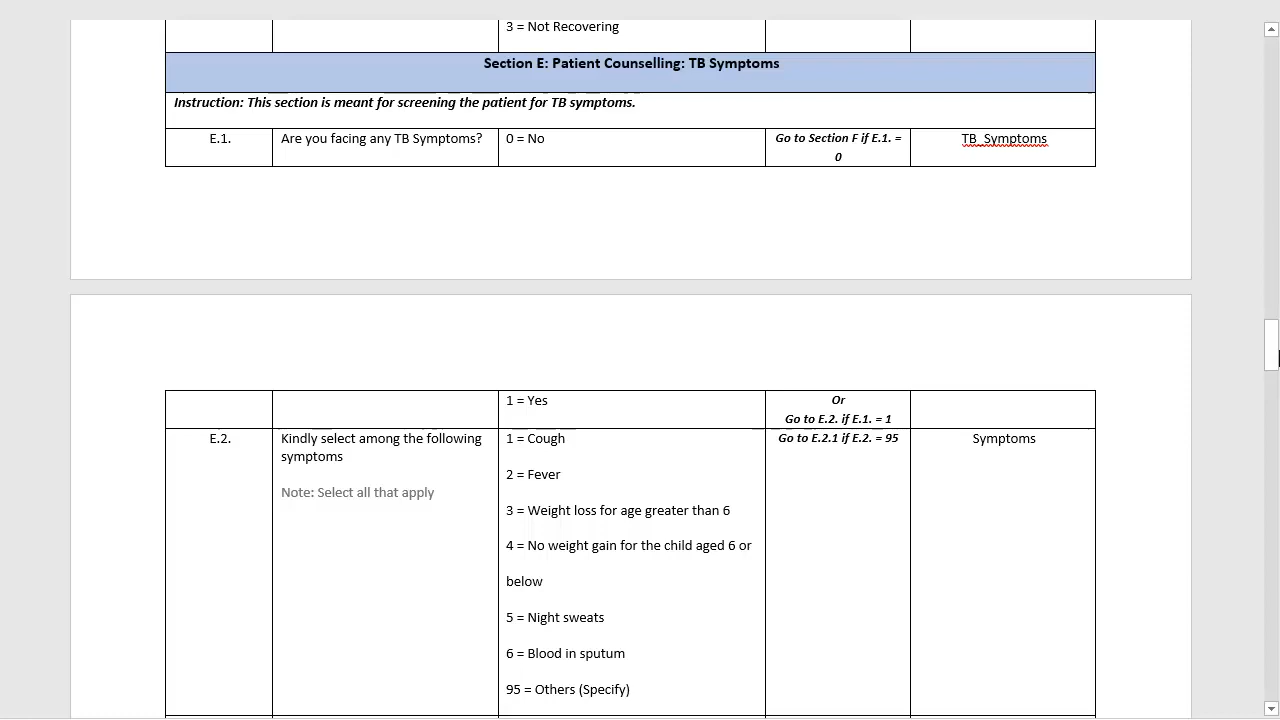 3 = Not Recovering
Section E: Patient Counselling: TB Symptoms
Instruction: This section is meant for screening the patient for TB symptoms.
E.1.
Are you facing any TB Symptoms?
0 = No
Go to Section F if E.1. =
0
TB_Symptoms
1 = Yes
Or
Go to E.2. if E.1. = 1
E.2.
Kindly select among the following
symptoms
Note: Select all that apply
1 = Cough
2 = Fever
3 = Weight loss for age greater than 6
4 = No weight gain for the child aged 6 or
below
5 = Night sweats
6 = Blood in sputum
95 = Others (Specify)
Go to E.2.1 if E.2. = 95
Symptoms